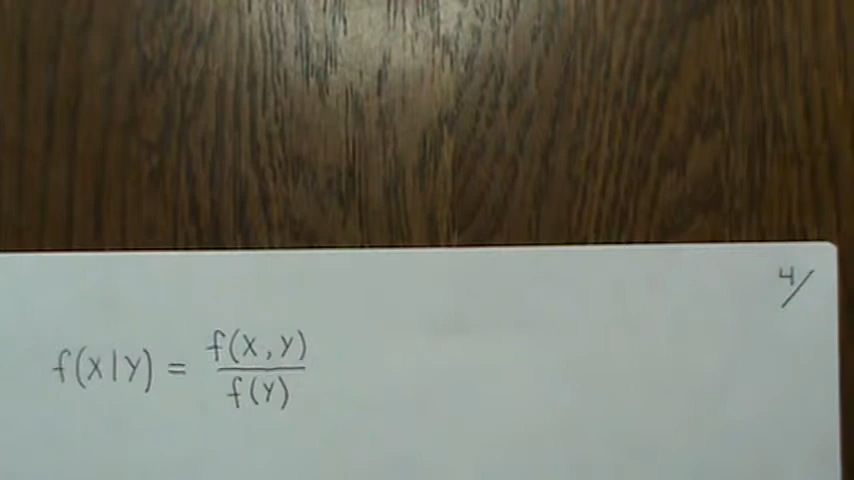 4/
f(x|y) = f(x,y) / f(y)